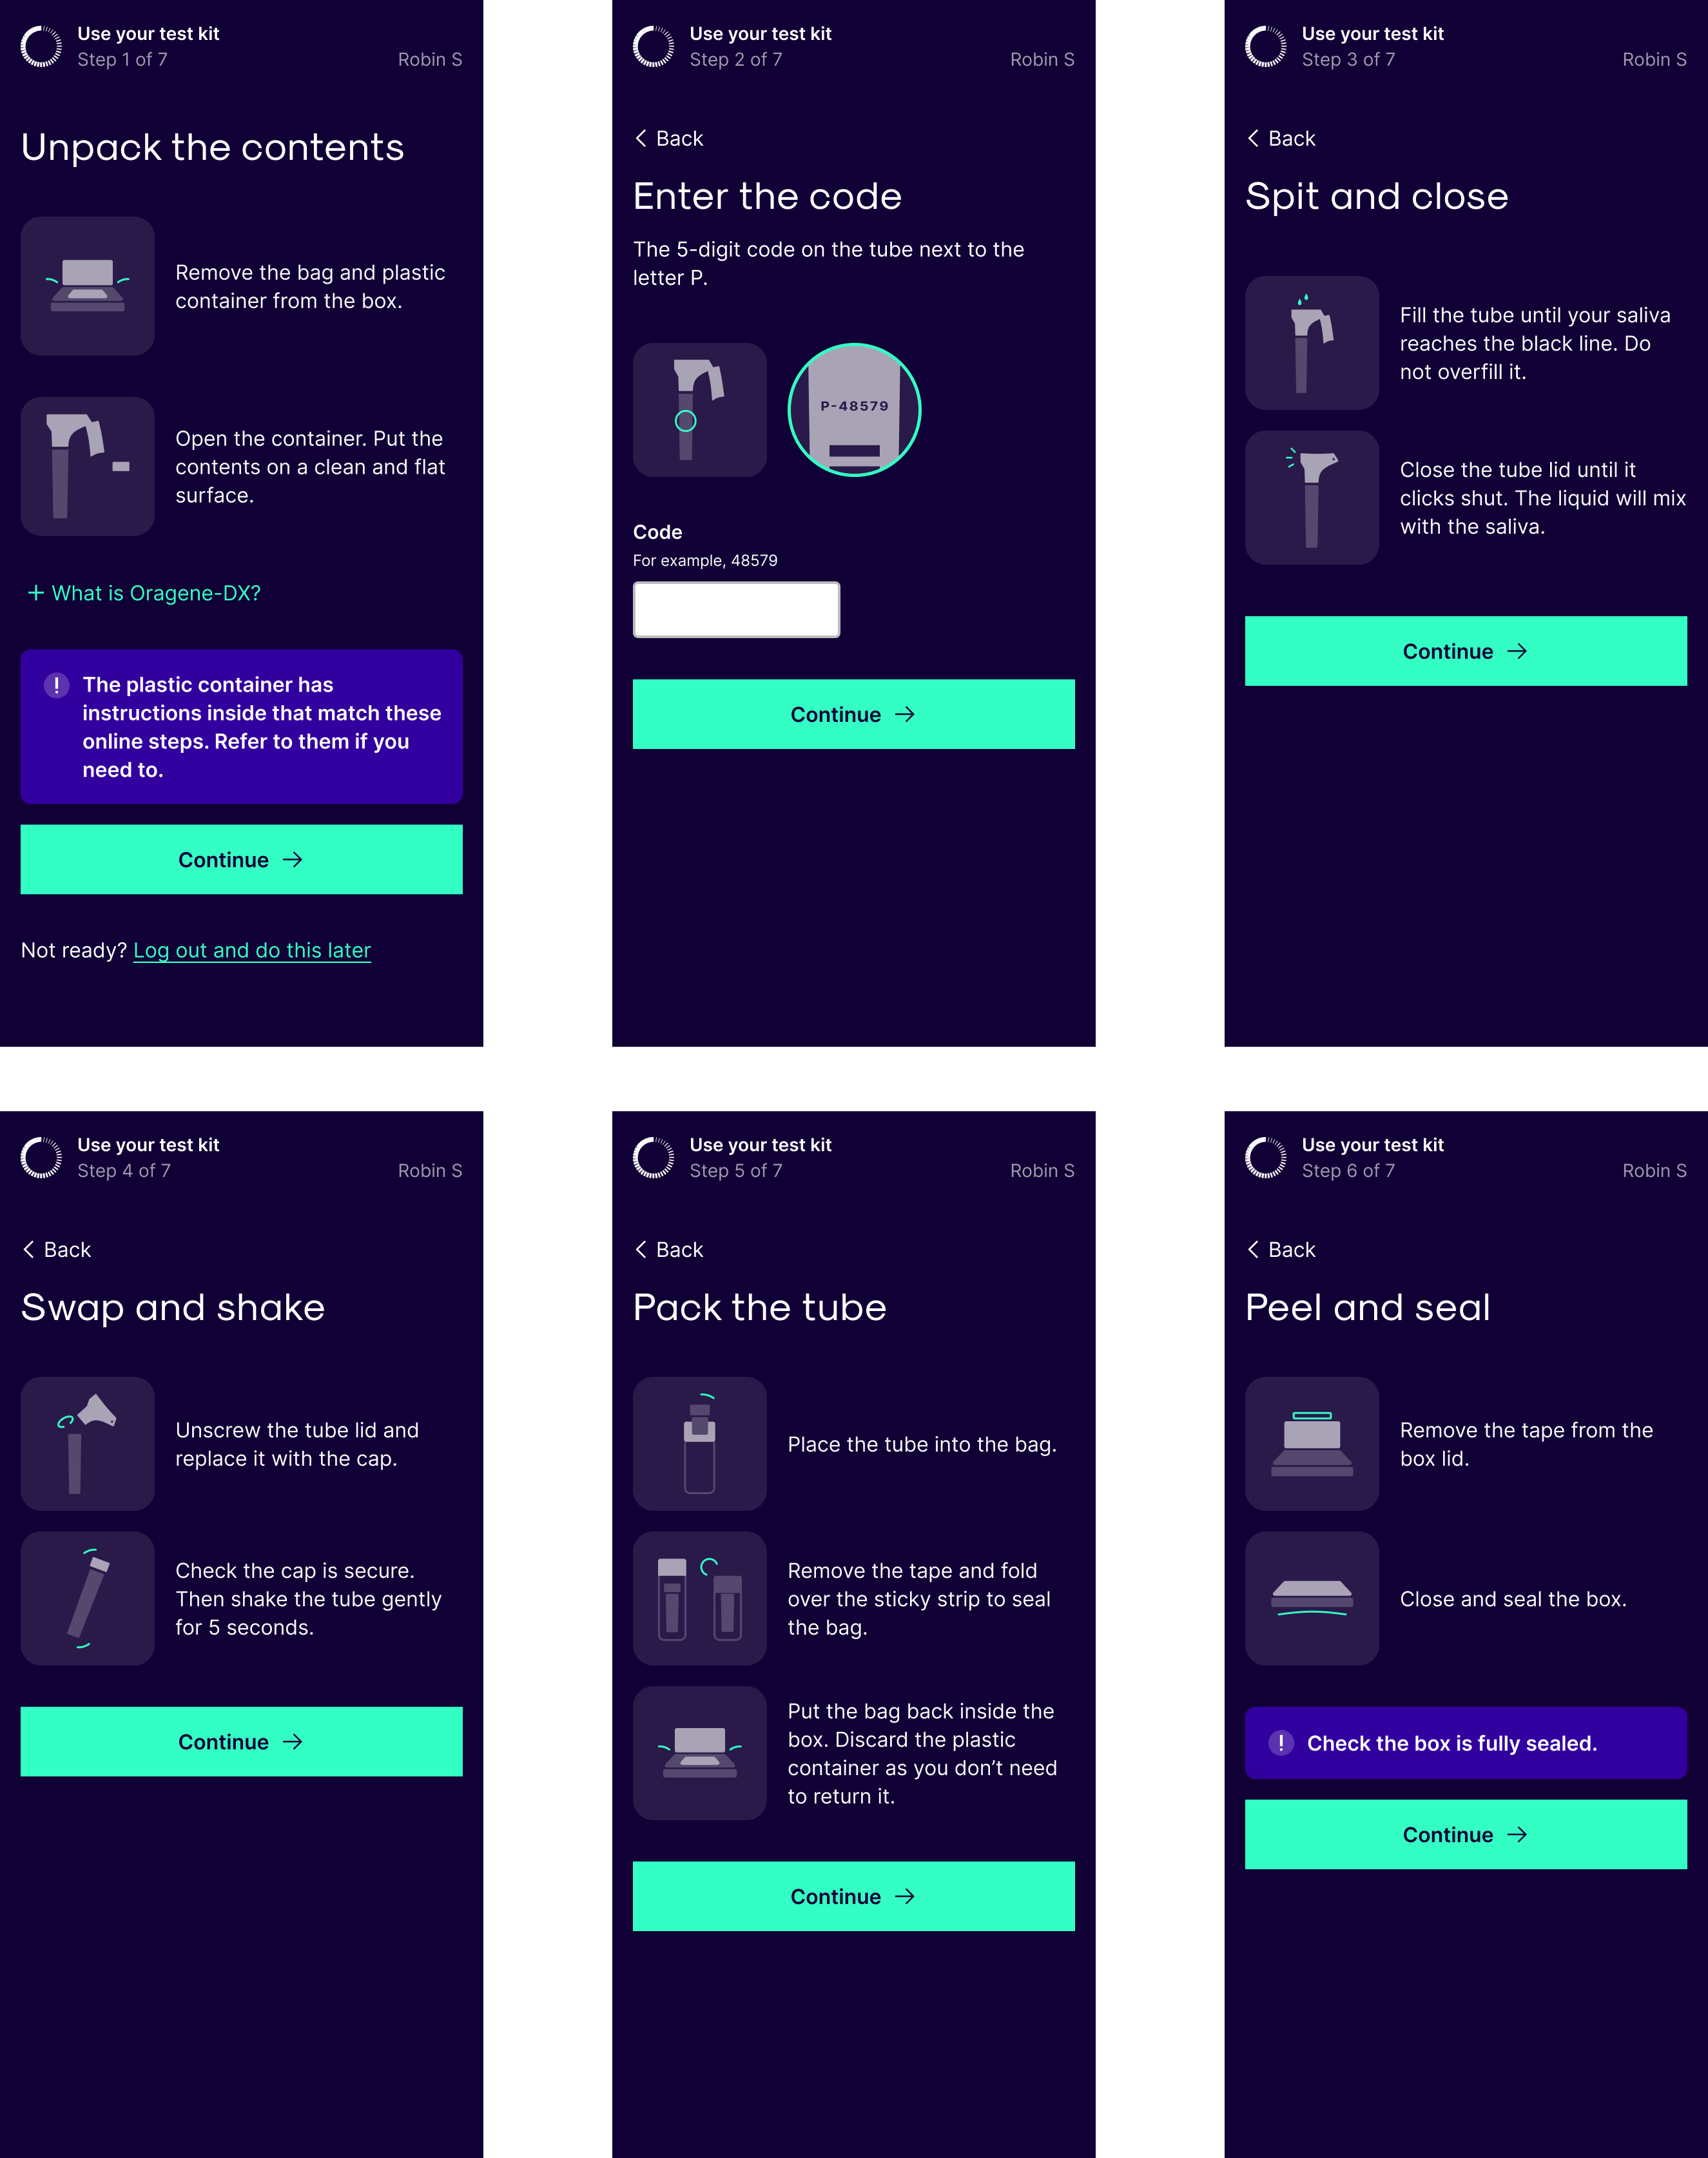 Use your test kit
Step 1 of 7
Robin S
Unpack the contents
Remove the bag and plastic
container from the box.
Open the container. Put the
contents on a clean and flat
surface.
+ What is Oragene-DX?
! The plastic container has
instructions inside that match these
online steps. Refer to them if you
need to.
Continue →
Not ready? Log out and do this later
Use your test kit
Step 2 of 7
Robin S
< Back
Enter the code
The 5-digit code on the tube next to the
letter P.
P-48579
Code
For example, 48579
Continue →
Use your test kit
Step 3 of 7
Robin S
< Back
Spit and close
Fill the tube until your saliva
reaches the black line. Do
not overfill it.
Close the tube lid until it
clicks shut. The liquid will mix
with the saliva.
Continue →
Use your test kit
Step 4 of 7
Robin S
< Back
Swap and shake
Unscrew the tube lid and
replace it with the cap.
Check the cap is secure.
Then shake the tube gently
for 5 seconds.
Continue →
Use your test kit
Step 5 of 7
Robin S
< Back
Pack the tube
Place the tube into the bag.
Remove the tape and fold
over the sticky strip to seal
the bag.
Put the bag back inside the
box. Discard the plastic
container as you don’t need
to return it.
Continue →
Use your test kit
Step 6 of 7
Robin S
< Back
Peel and seal
Remove the tape from the
box lid.
Close and seal the box.
! Check the box is fully sealed.
Continue →